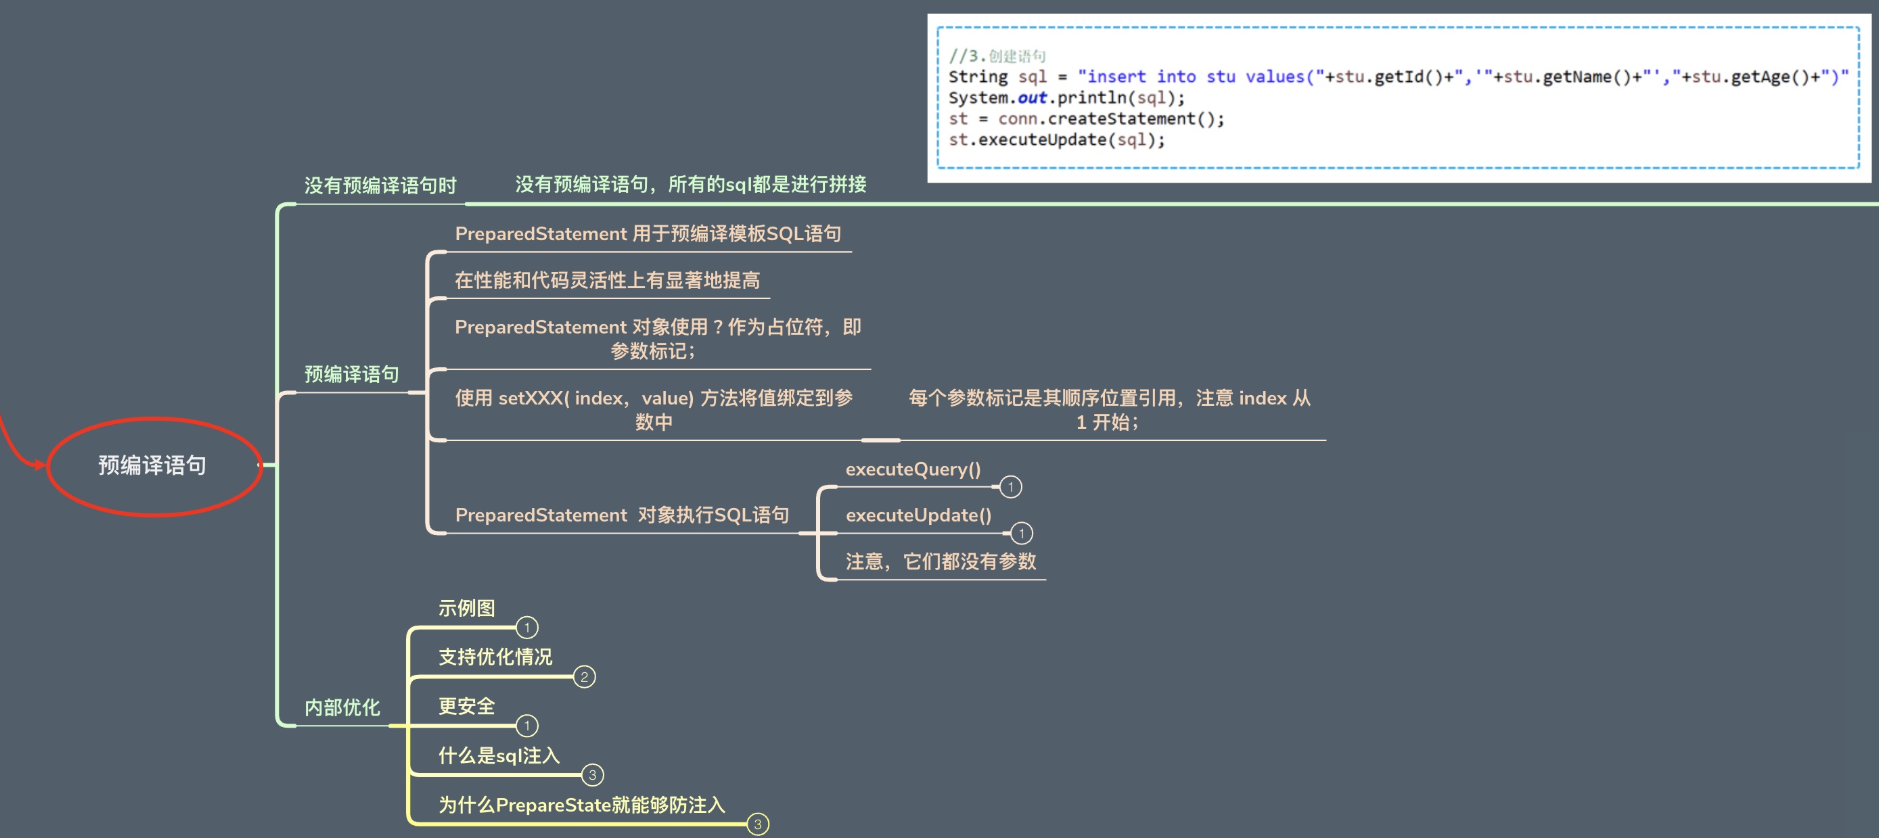 //3.创建语句
String sql = "insert into stu values("+stu.getId()+",'"+stu.getName()+"',"+stu.getAge()+")"
System.out.println(sql);
st = conn.createStatement();
st.executeUpdate(sql);
没有预编译语句时
没有预编译语句，所有的sql都是进行拼接
预编译语句
预编译语句
PreparedStatement 用于预编译模板SQL语句
在性能和代码灵活性上有显著地提高
PreparedStatement 对象使用 ? 作为占位符，即
参数标记；
使用 setXXX( index，value) 方法将值绑定到参
数中
每个参数标记是其顺序位置引用，注意 index 从
1 开始；
PreparedStatement 对象执行SQL语句
executeQuery()
1
executeUpdate()
1
注意，它们都没有参数
内部优化
示例图
1
支持优化情况
2
更安全
1
什么是sql注入
3
为什么PrepareState就能够防注入
3